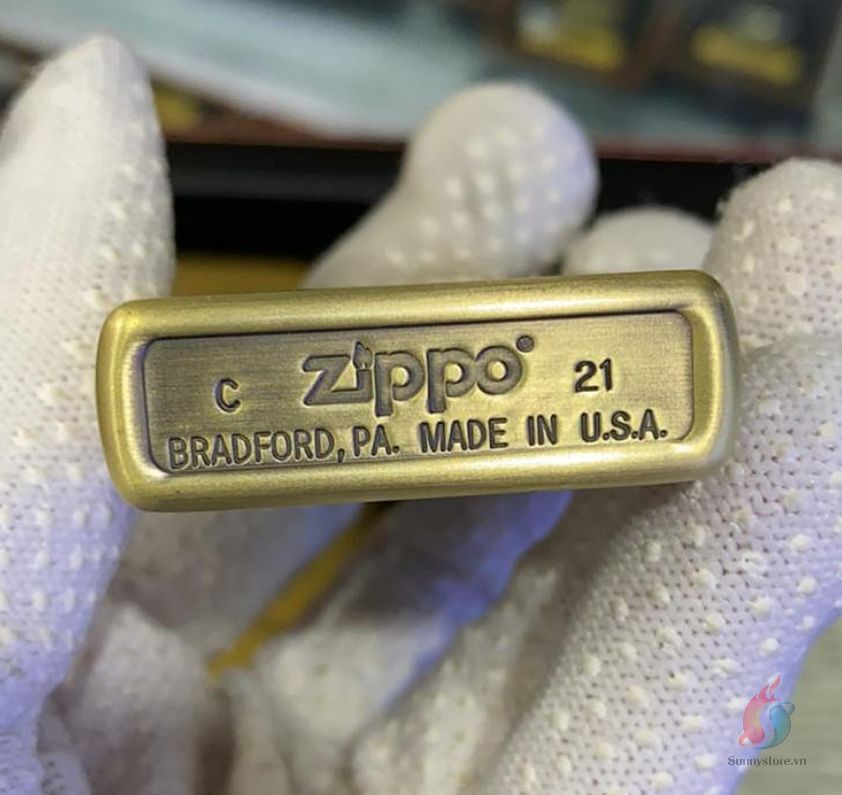 C zippo® 21
BRADFORD, PA. MADE IN U.S.A.
Sunnystore.vn